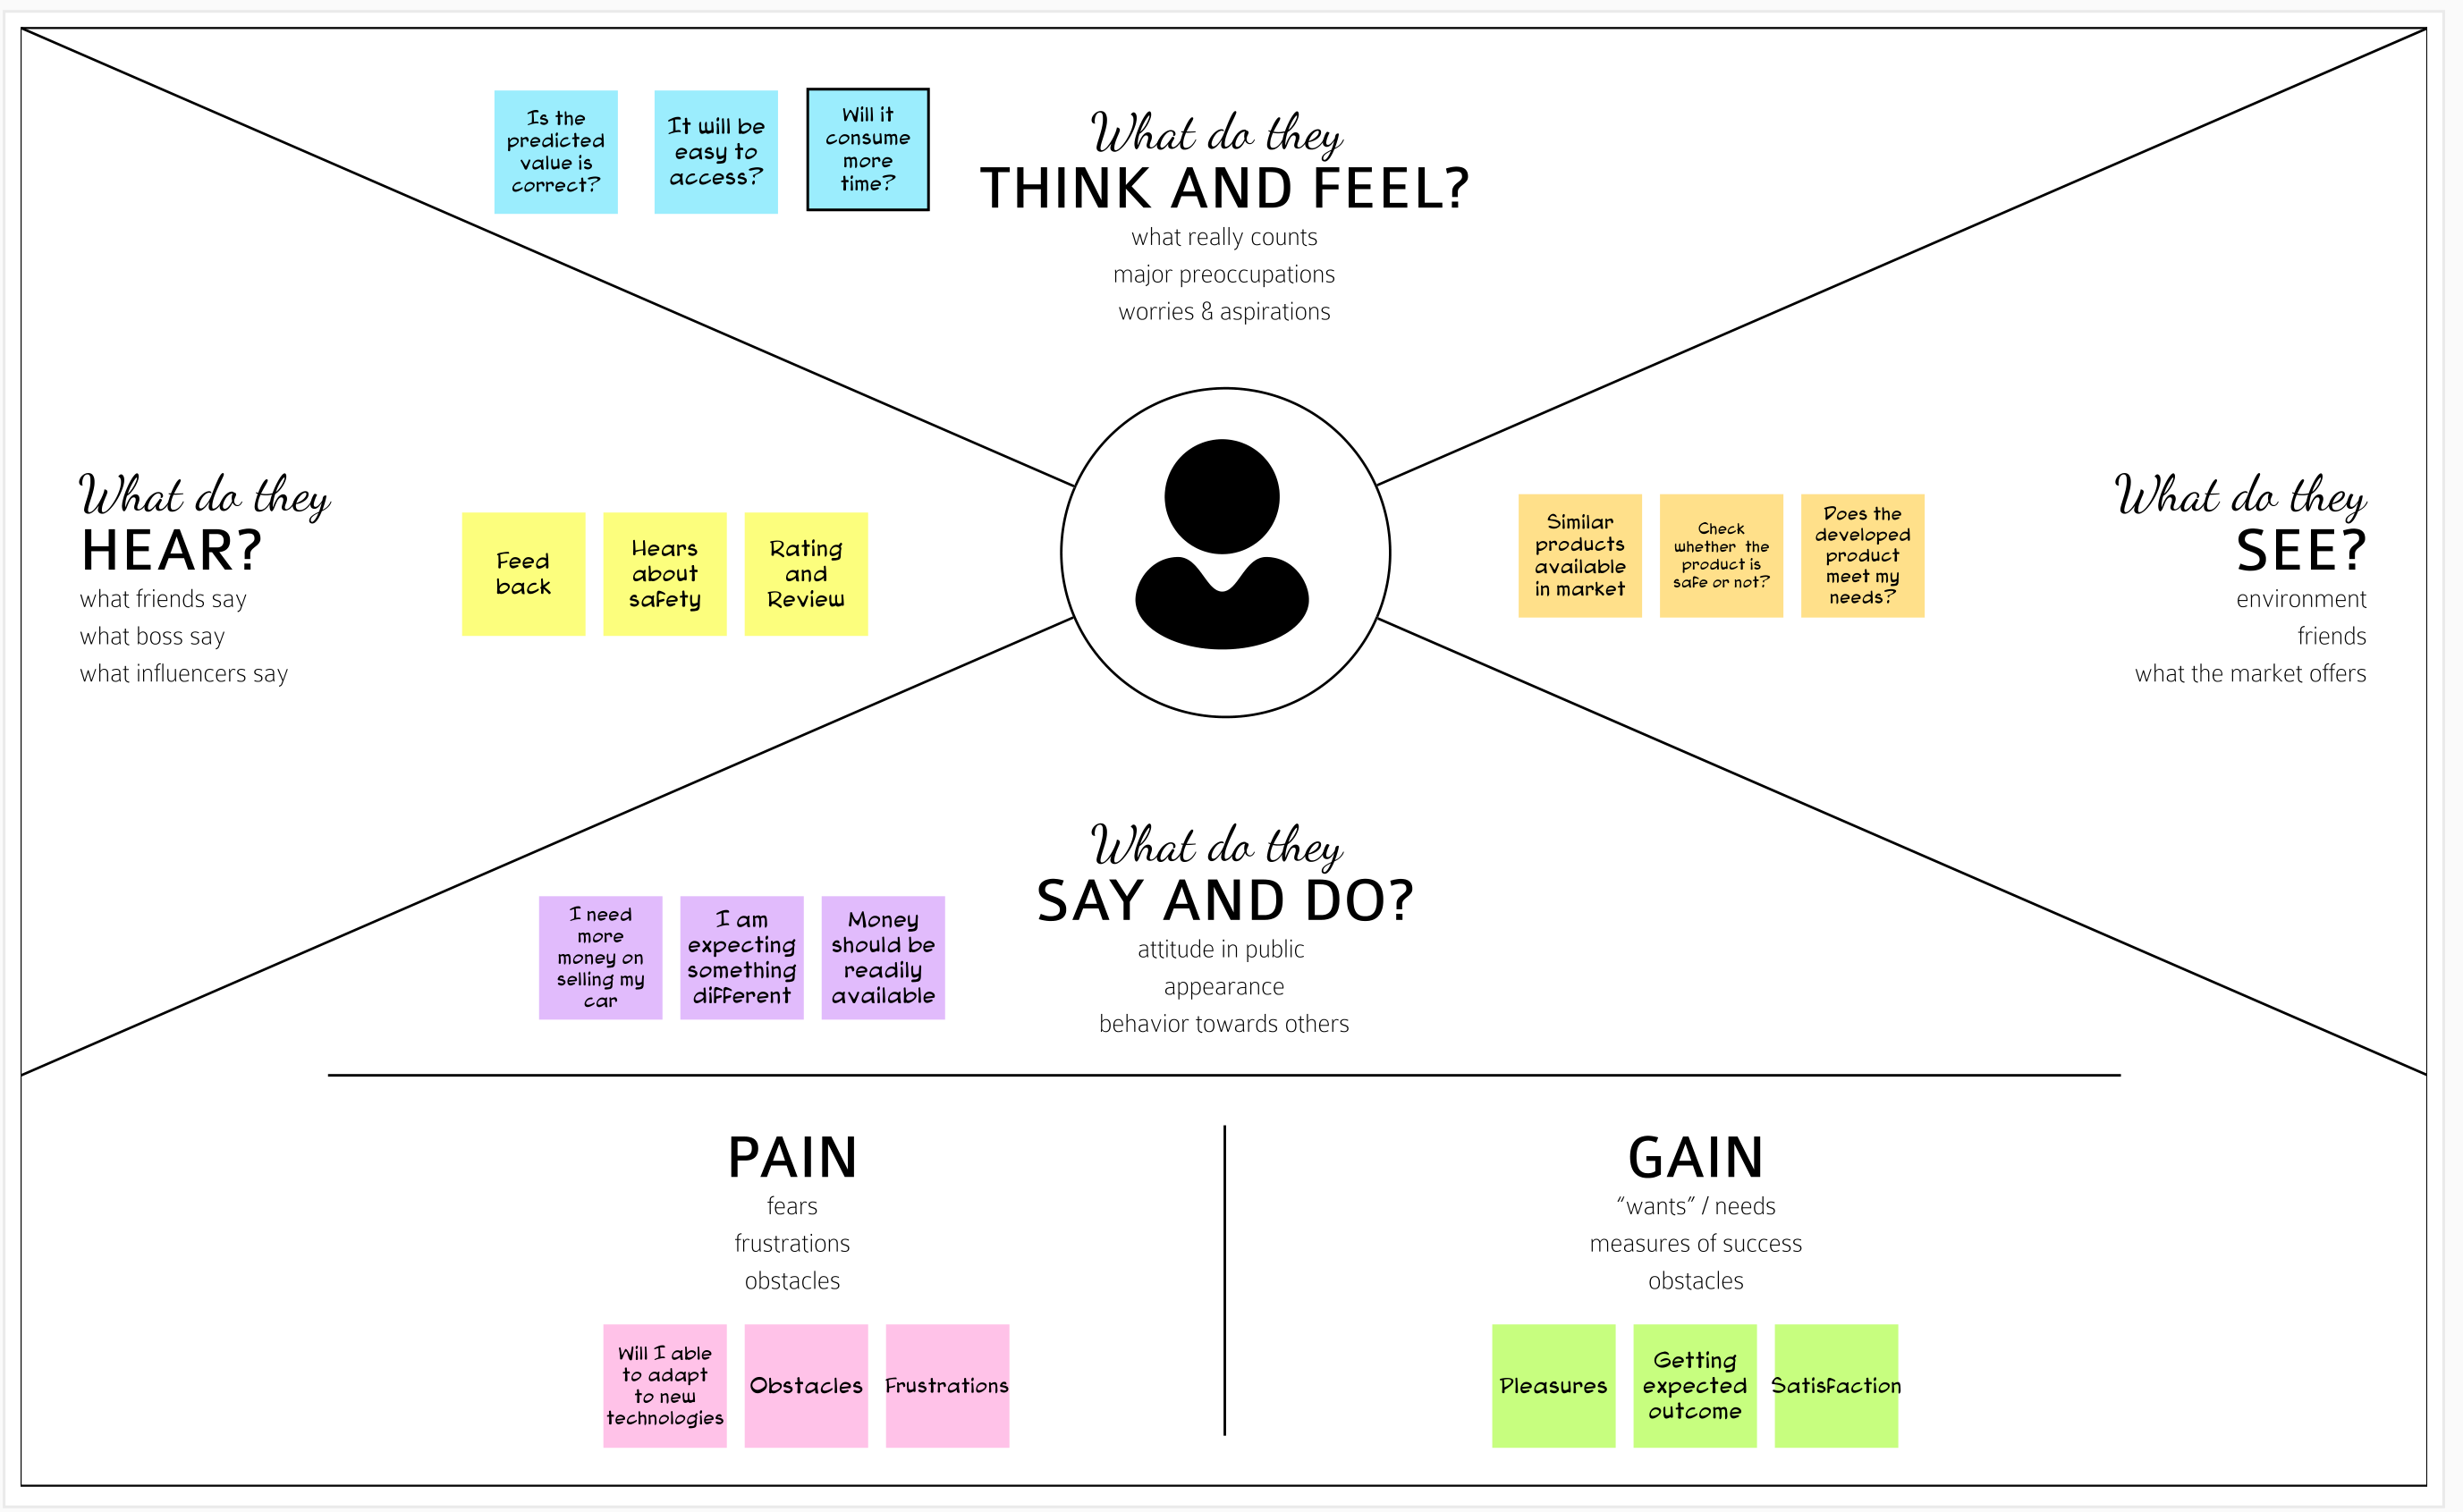 Is the
predicted
value is
correct?
It will be
easy to
access?
Will it
consume
more
time?
What do they
THINK AND FEEL?
what really counts
major preoccupations
worries & aspirations
What do they
HEAR?
what friends say
what boss say
what influencers say
Feed
back
Hears
about
safety
Rating
and
Review
Similar
products
available
in market
Check
whether the
product is
safe or not?
Does the
developed
product
meet my
needs?
What do they
SEE?
environment
friends
what the market offers
What do they
SAY AND DO?
attitude in public
appearance
behavior towards others
I need
more
money on
selling my
car
I am
expecting
something
different
Money
should be
readily
available
PAIN
fears
frustrations
obstacles
Will I able
to adapt
to new
technologies
Obstacles
Frustrations
GAIN
“wants” / needs
measures of success
obstacles
Pleasures
Getting
expected
outcome
Satisfaction